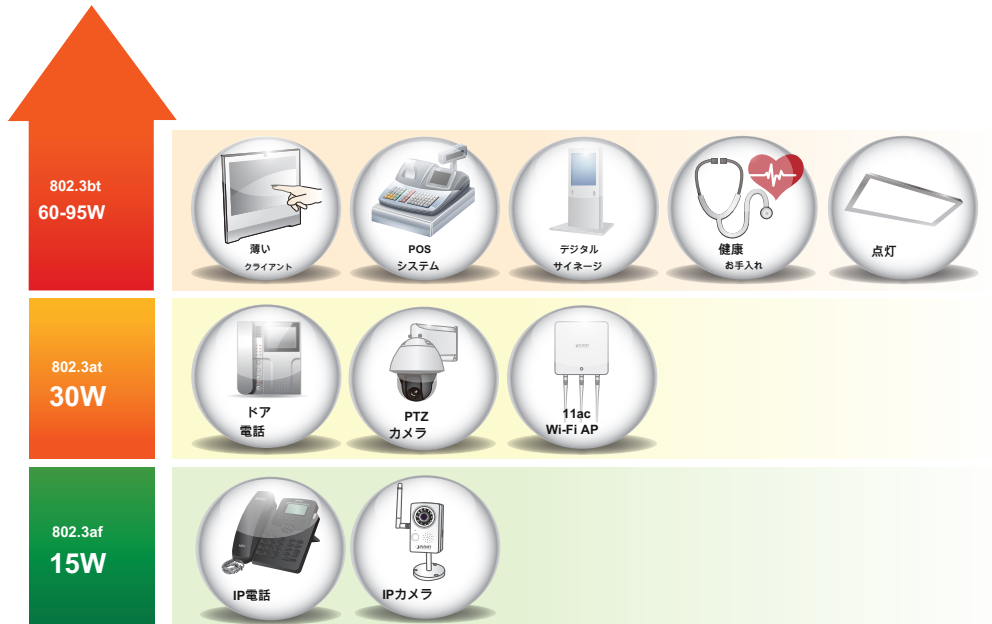 802.3bt
60-95W
薄い
クライアント
POS
システム
デジタル
サイネージ
健康
お手入れ
点灯
802.3at
30W
ドア
電話
PTZ
カメラ
11ac
Wi-Fi AP
802.3af
15W
IP電話
IPカメラ